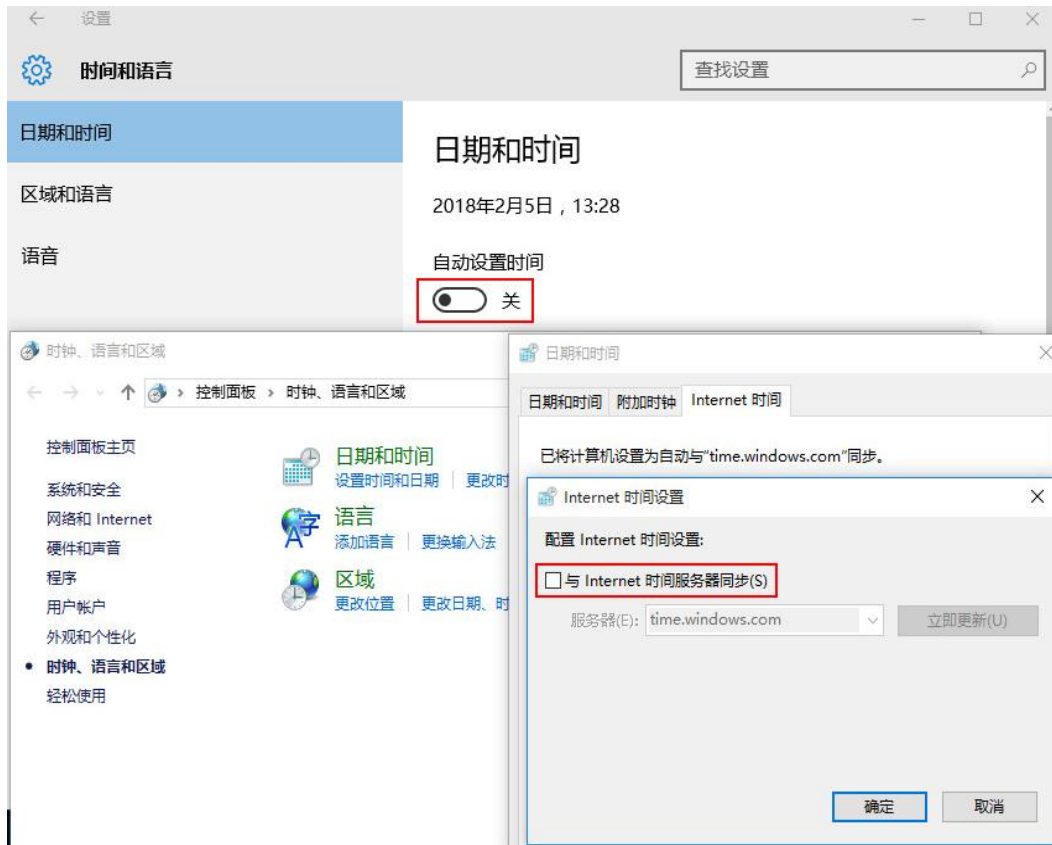 设置
时间和语言
查找设置
日期和时间
区域和语言
语音
日期和时间
2018年2月5日，13:28
自动设置时间
关
时钟、语言和区域
控制面板 › 时钟、语言和区域
控制面板主页
系统和安全
网络和 Internet
硬件和声音
程序
用户帐户
外观和个性化
时钟、语言和区域
轻松使用
日期和时间
设置时间和日期 更改时
语言
添加语言 更换输入法
区域
更改位置 更改日期、时
日期和时间
日期和时间 附加时钟 Internet 时间
已将计算机设置为自动与“time.windows.com”同步。
Internet 时间设置
配置 Internet 时间设置:
与 Internet 时间服务器同步(S)
服务器(E): time.windows.com 立即更新(U)
确定 取消